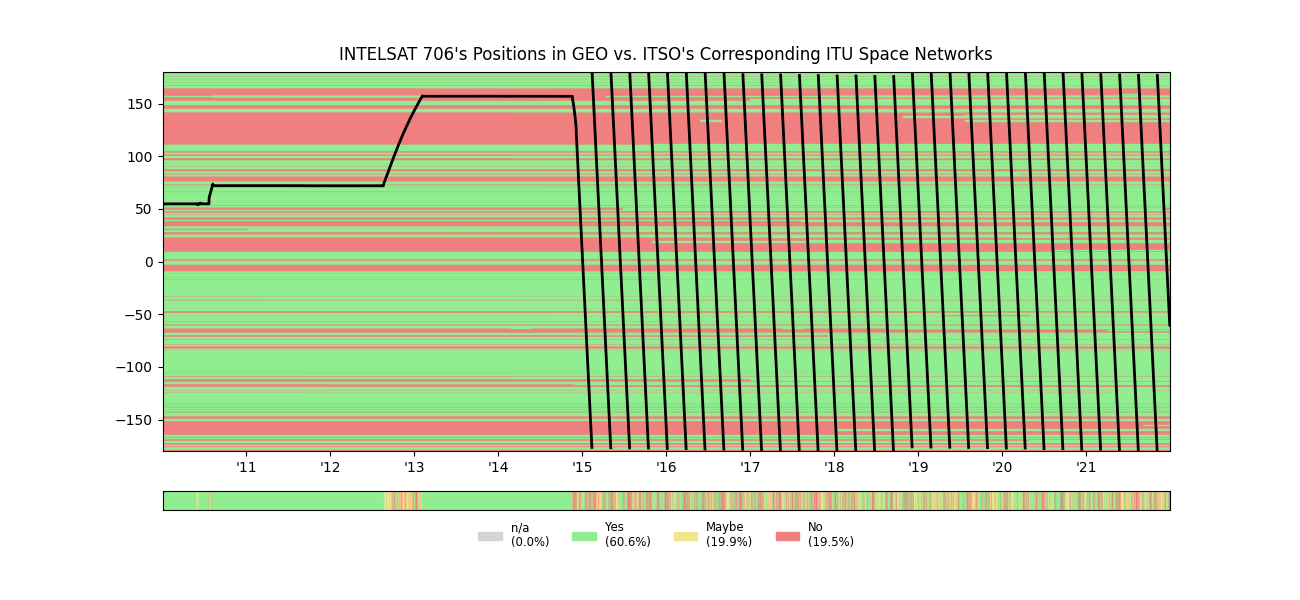 INTELSAT 706's Positions in GEO vs. ITSO's Corresponding ITU Space Networks
150
100
50
0
−50
−100
−150
'11 '12 '13 '14 '15 '16 '17 '18 '19 '20 '21
n/a Yes Maybe No
(0.0%) (60.6%) (19.9%) (19.5%)